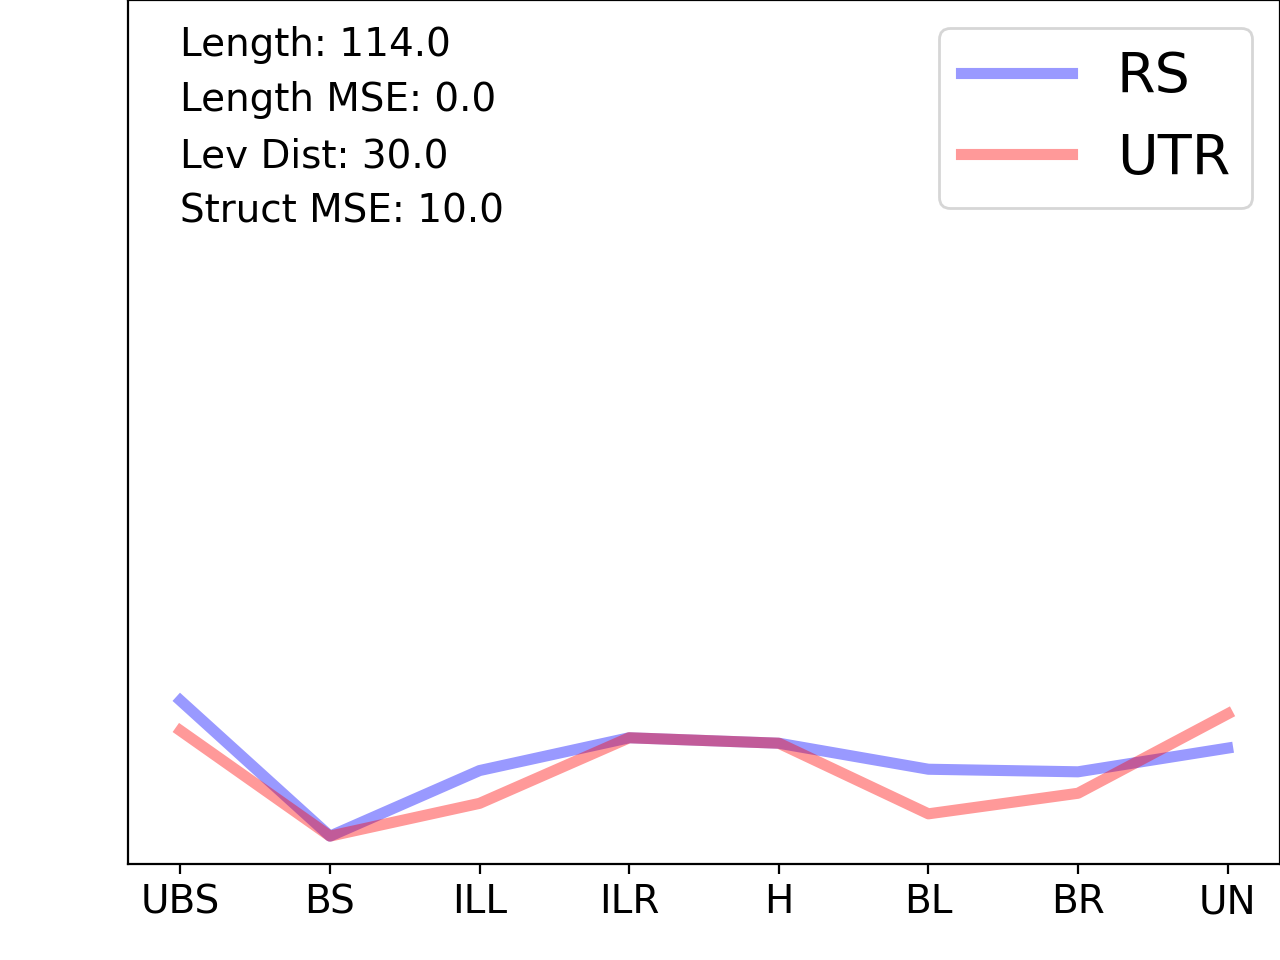 Length: 114.0
Length MSE: 0.0
Lev Dist: 30.0
Struct MSE: 10.0
RS
UTR
UBS BS ILL ILR H BL BR UN